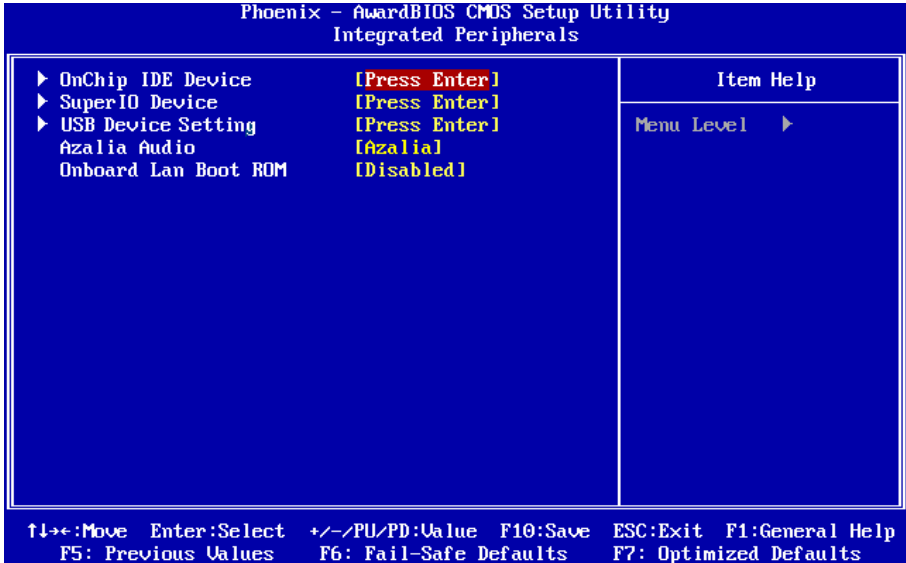 Phoenix - AwardBIOS CMOS Setup Utility
Integrated Peripherals
OnChip IDE Device [Press Enter]
SuperIO Device [Press Enter]
USB Device Setting [Press Enter]
Azalia Audio [Azalia]
Onboard Lan Boot ROM [Disabled]
Item Help
Menu Level
↑↓→←:Move Enter:Select +/-/PU/PD:Value F10:Save ESC:Exit F1:General Help
F5: Previous Values F6: Fail-Safe Defaults F7: Optimized Defaults